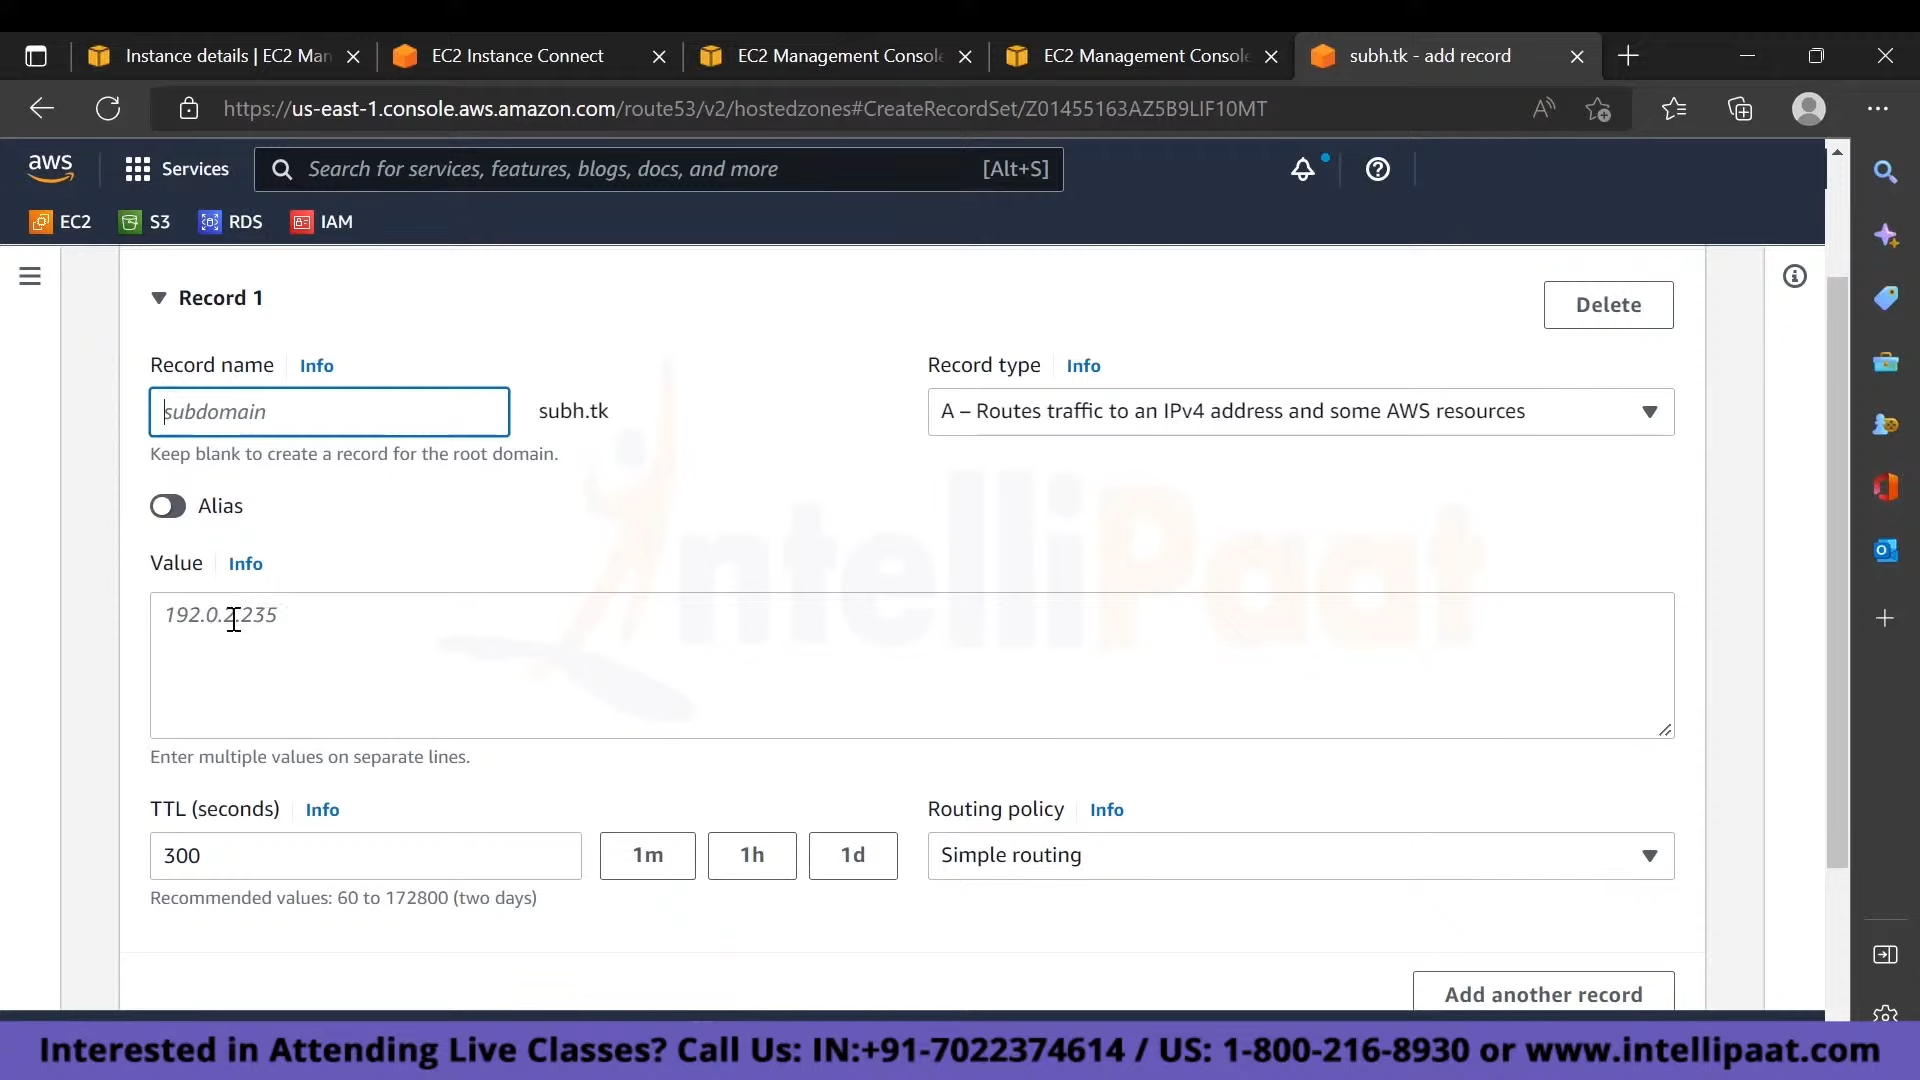 Instance details | EC2 Man
EC2 Instance Connect
EC2 Management Console
EC2 Management Console
subh.tk - add record
https://us-east-1.console.aws.amazon.com/route53/v2/hostedzones#CreateRecordSet/Z01455163AZ5B9LIF10MT
aws
Services
Search for services, features, blogs, docs, and more
[Alt+S]
EC2
S3
RDS
IAM
Record 1
Delete
Record name
Info
Record type
Info
subdomain
subh.tk
A – Routes traffic to an IPv4 address and some AWS resources
Keep blank to create a record for the root domain.
Alias
Value
Info
IntelliPaat
192.0.2.235
Enter multiple values on separate lines.
TTL (seconds)
Info
Routing policy
Info
300
1m
1h
1d
Simple routing
Recommended values: 60 to 172800 (two days)
Add another record
Interested in Attending Live Classes? Call Us: IN:+91-7022374614 / US: 1-800-216-8930 or www.intellipaat.com